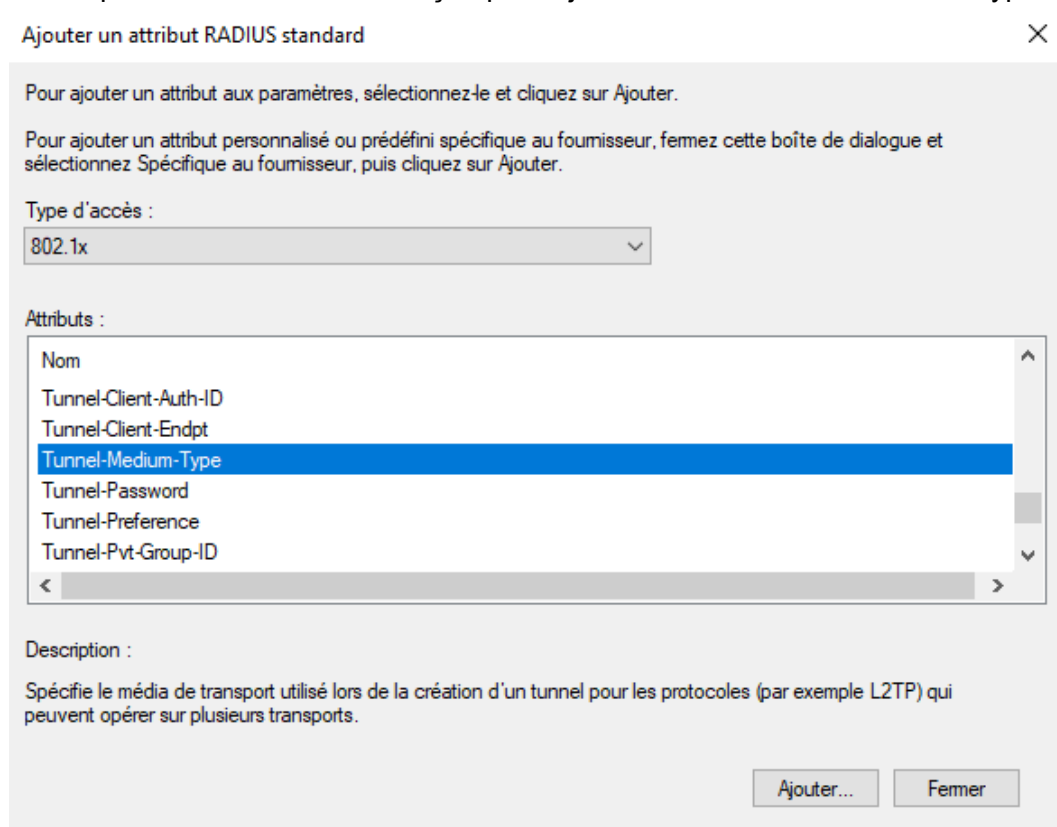 Ajouter un attribut RADIUS standard
Pour ajouter un attribut aux paramètres, sélectionnez-le et cliquez sur Ajouter.
Pour ajouter un attribut personnalisé ou prédéfini spécifique au fournisseur, fermez cette boîte de dialogue et
sélectionnez Spécifique au fournisseur, puis cliquez sur Ajouter.
Type d'accès :
802.1x
Attributs :
Nom
Tunnel-Client-Auth-ID
Tunnel-Client-Endpt
Tunnel-Medium-Type
Tunnel-Password
Tunnel-Preference
Tunnel-Pvt-Group-ID
Description :
Spécifie le média de transport utilisé lors de la création d'un tunnel pour les protocoles (par exemple L2TP) qui
peuvent opérer sur plusieurs transports.
Ajouter... Fermer